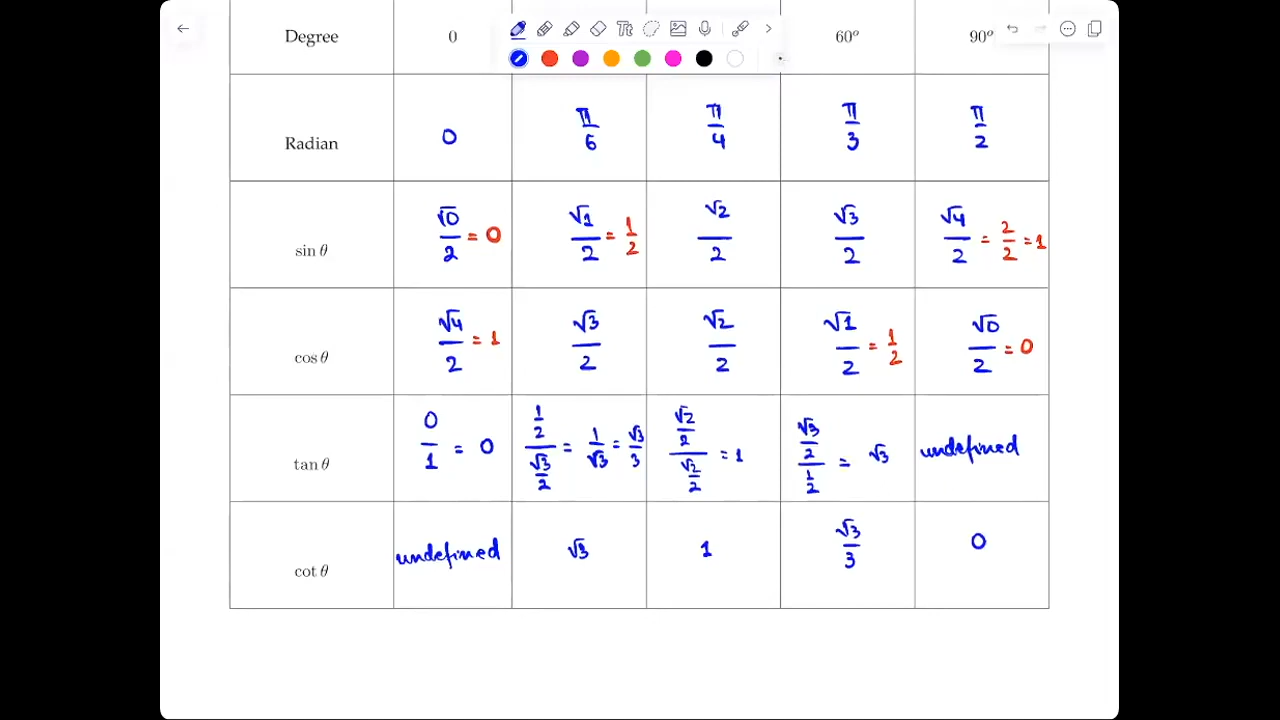 Degree 0 60° 90°
Radian 0 π/6 π/4 π/3 π/2
sin θ √0/2 = 0 √1/2 = 1/2 √2/2 √3/2 √4/2 = 2/2 = 1
cos θ √4/2 = 1 √3/2 √2/2 √1/2 = 1/2 √0/2 = 0
tan θ 0/1 = 0 (1/2)/(√3/2) = 1/√3 = √3/3 (√2/2)/(√2/2) = 1 (√3/2)/(1/2) = √3 undefined
cot θ undefined √3 1 √3/3 0